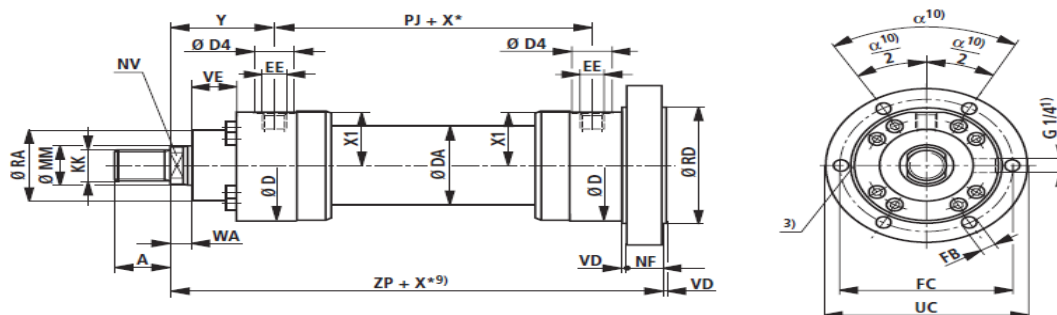 Y
PJ + X*
Ø D4
Ø D4
EE
EE
NV
VE
X1
X1
Ø RA
Ø MM
KK
Ø D
Ø DA
Ø D
Ø RD
WA
A
VD
NF
VD
ZP + X*9)
α10)
α10)
2
α10)
2
G 1/41)
3)
FB
FC
UC